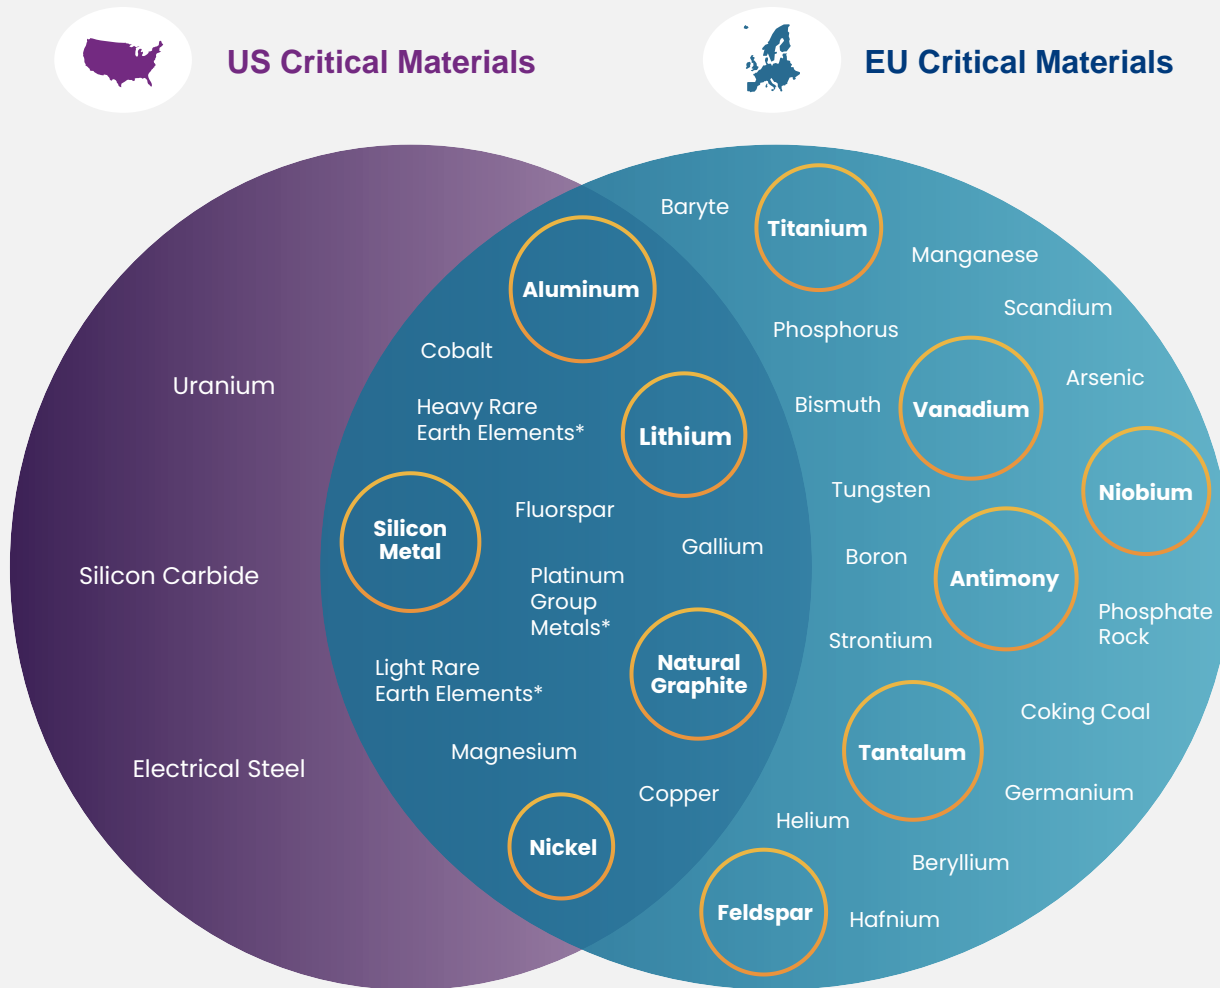 US Critical Materials
EU Critical Materials
Uranium
Silicon Carbide
Electrical Steel
Aluminum
Cobalt
Heavy Rare
Earth Elements*
Lithium
Silicon
Metal
Fluorspar
Gallium
Platinum
Group
Metals*
Natural
Graphite
Light Rare
Earth Elements*
Magnesium
Copper
Nickel
Baryte
Titanium
Manganese
Scandium
Phosphorus
Arsenic
Bismuth
Vanadium
Tungsten
Niobium
Boron
Antimony
Phosphate
Rock
Strontium
Coking Coal
Tantalum
Germanium
Helium
Beryllium
Feldspar
Hafnium